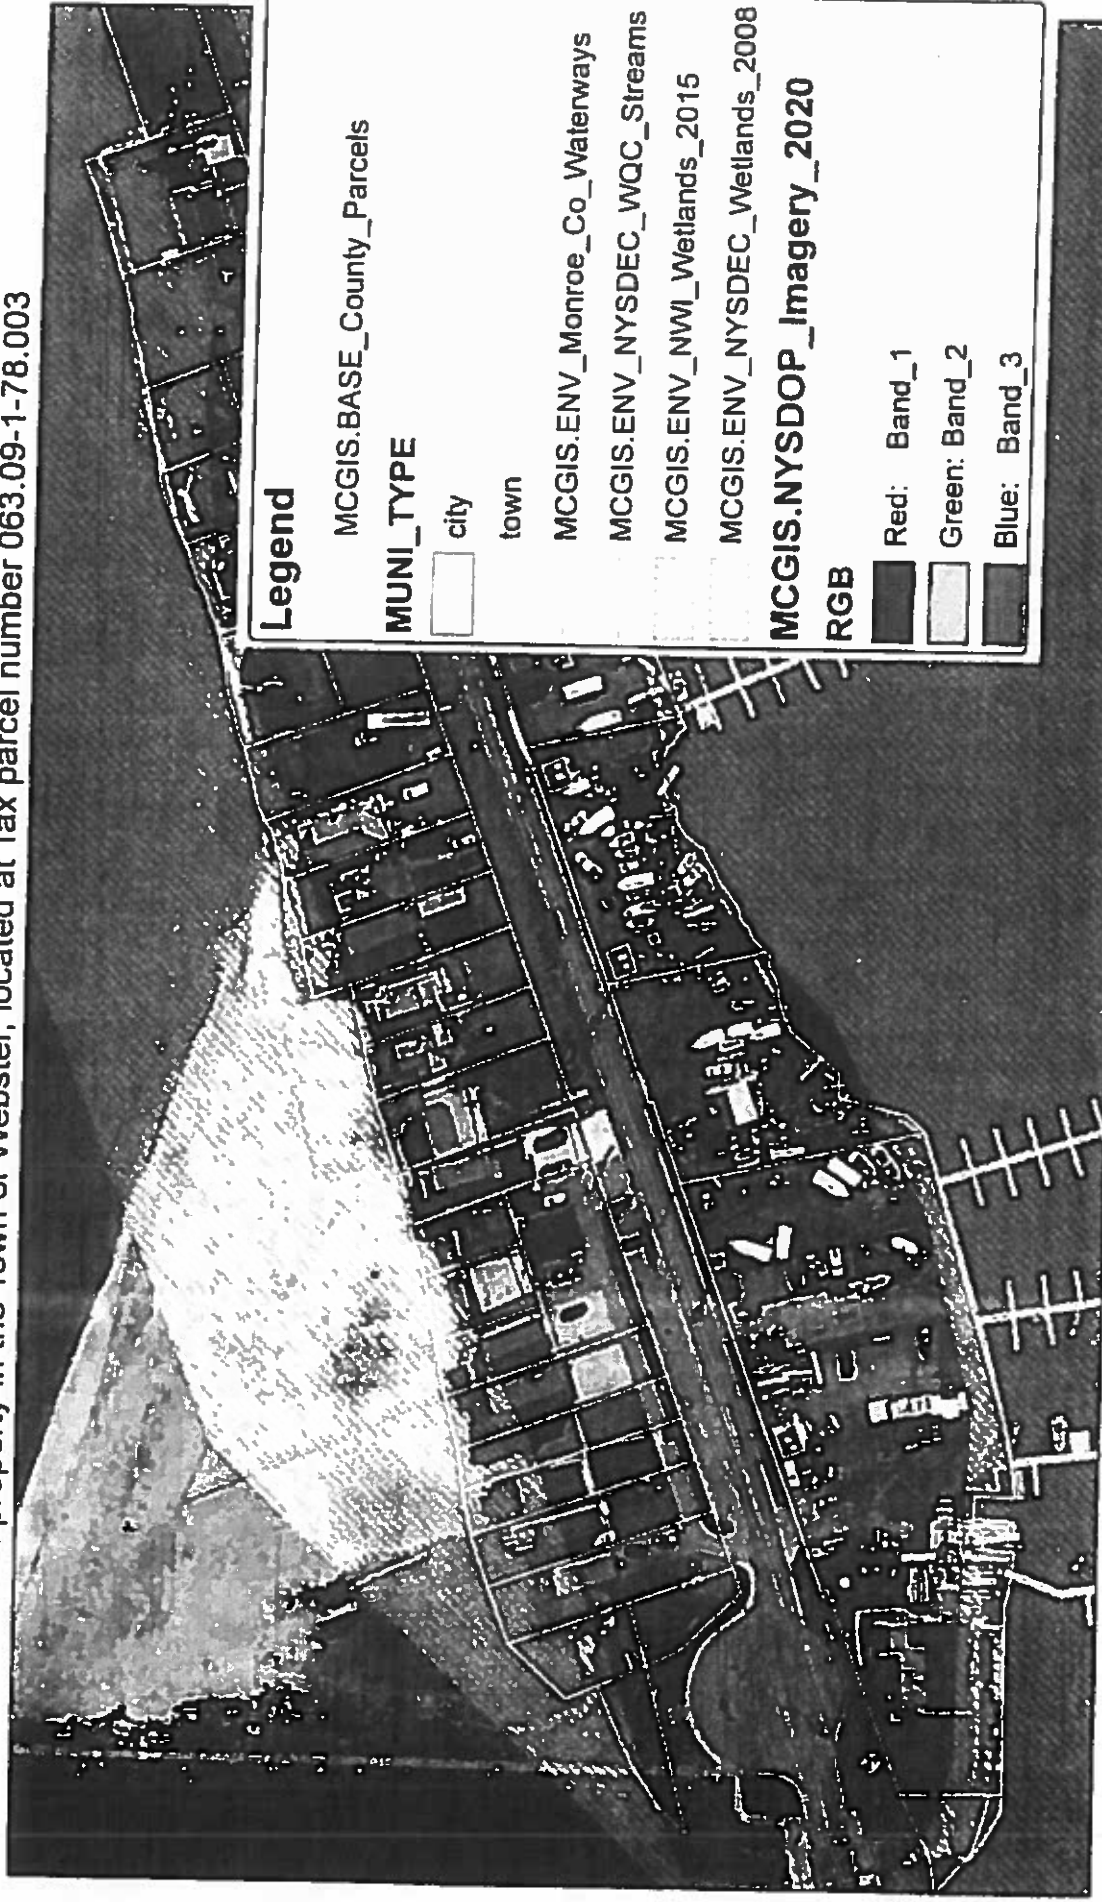 property in the Town of Webster, located at Tax parcel number 063.09-1-78.003
Legend
MCGIS.BASE_County_Parcels
MUNI_TYPE
city
town
MCGIS.ENV_Monroe_Co_Waterways
MCGIS.ENV_NYSDEC_WQC_Streams
MCGIS.ENV_NWI_Wetlands_2015
MCGIS.ENV_NYSDEC_Wetlands_2008
MCGIS.NYSDOP_Imagery_2020
RGB
Red: Band_1
Green: Band_2
Blue: Band_3